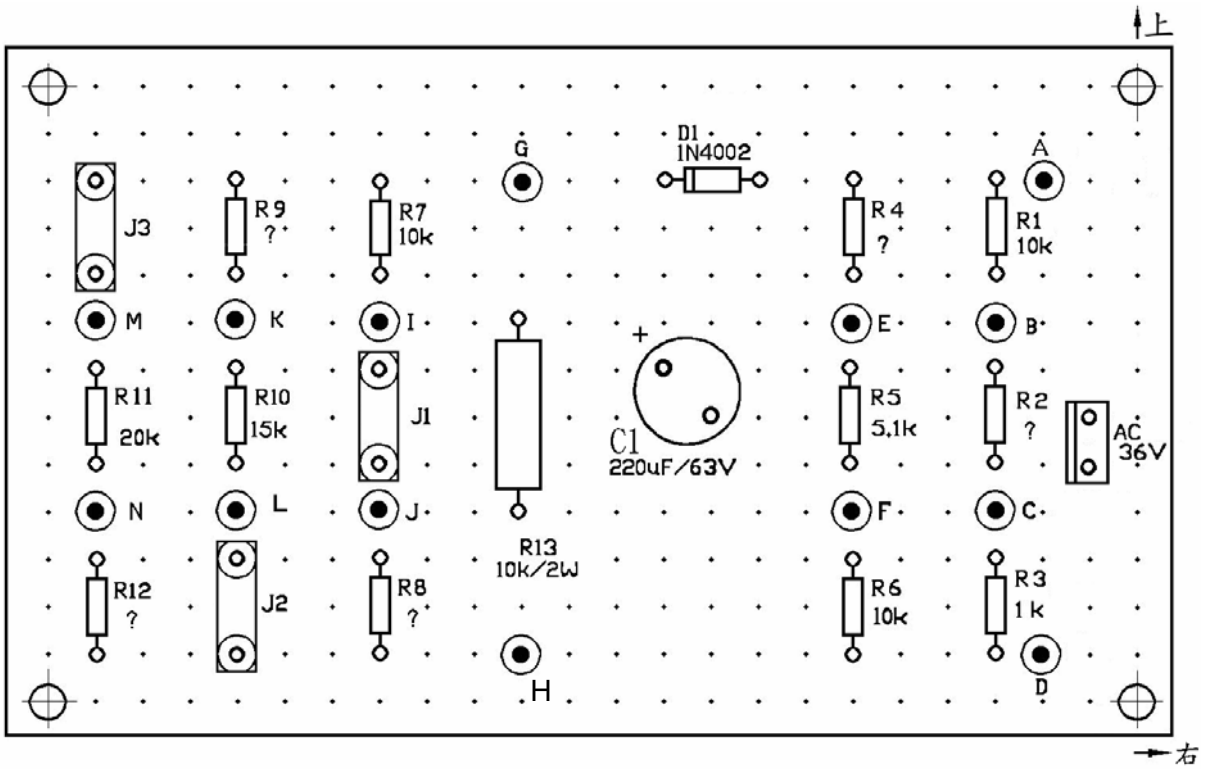 上
D1
1N4002
G
A
J3
R9
?
R7
10k
R4
?
R1
10k
M
K
I
E
B
+
R11
20k
R10
15k
J1
C1
220uF/63V
R5
5.1k
R2
?
AC
36V
N
L
J
F
C
R13
10k/2W
R12
?
J2
R8
?
R6
10k
R3
1k
H
D
右